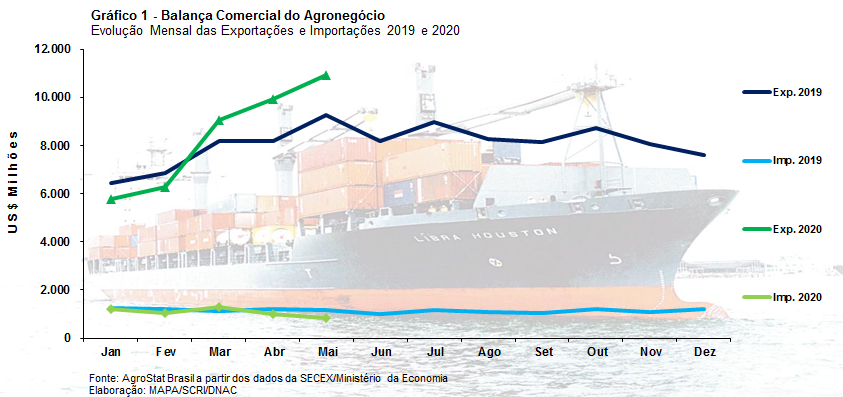 Gráfico 1 - Balança Comercial do Agronegócio
Evolução Mensal das Exportações e Importações 2019 e 2020
US$ Milhões
12.000
10.000
8.000
6.000
4.000
2.000
0
Jan Fev Mar Abr Mai Jun Jul Ago Set Out Nov Dez
Exp. 2019
Imp. 2019
Exp. 2020
Imp. 2020
LIBRA HOUSTON
Fonte: AgroStat Brasil a partir dos dados da SECEX/Ministério da Economia
Elaboração: MAPA/SCRI/DNAC